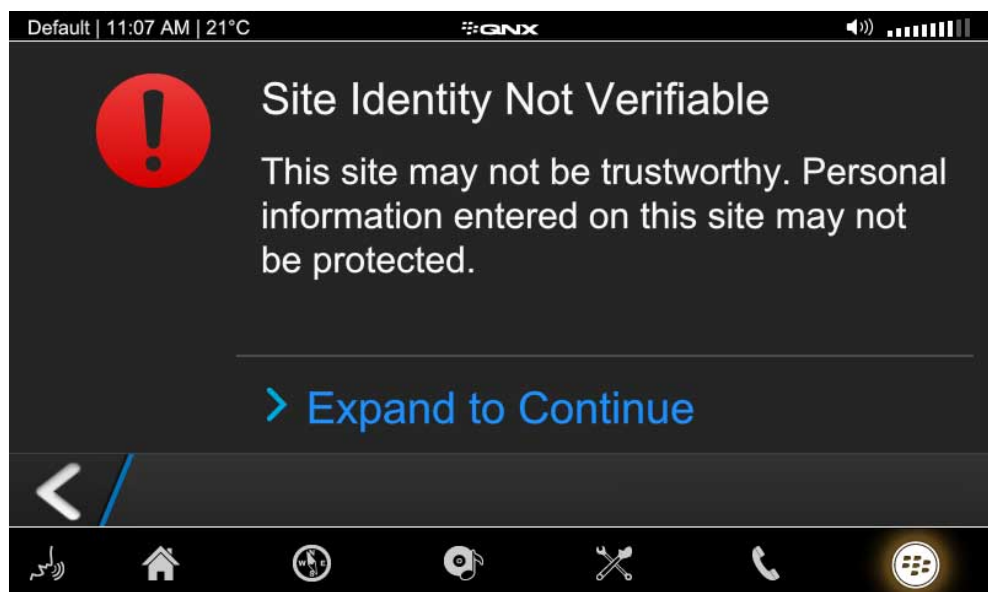 Default | 11:07 AM | 21°C
QNX
Site Identity Not Verifiable
This site may not be trustworthy. Personal
information entered on this site may not
be protected.
Expand to Continue
N
W E
S